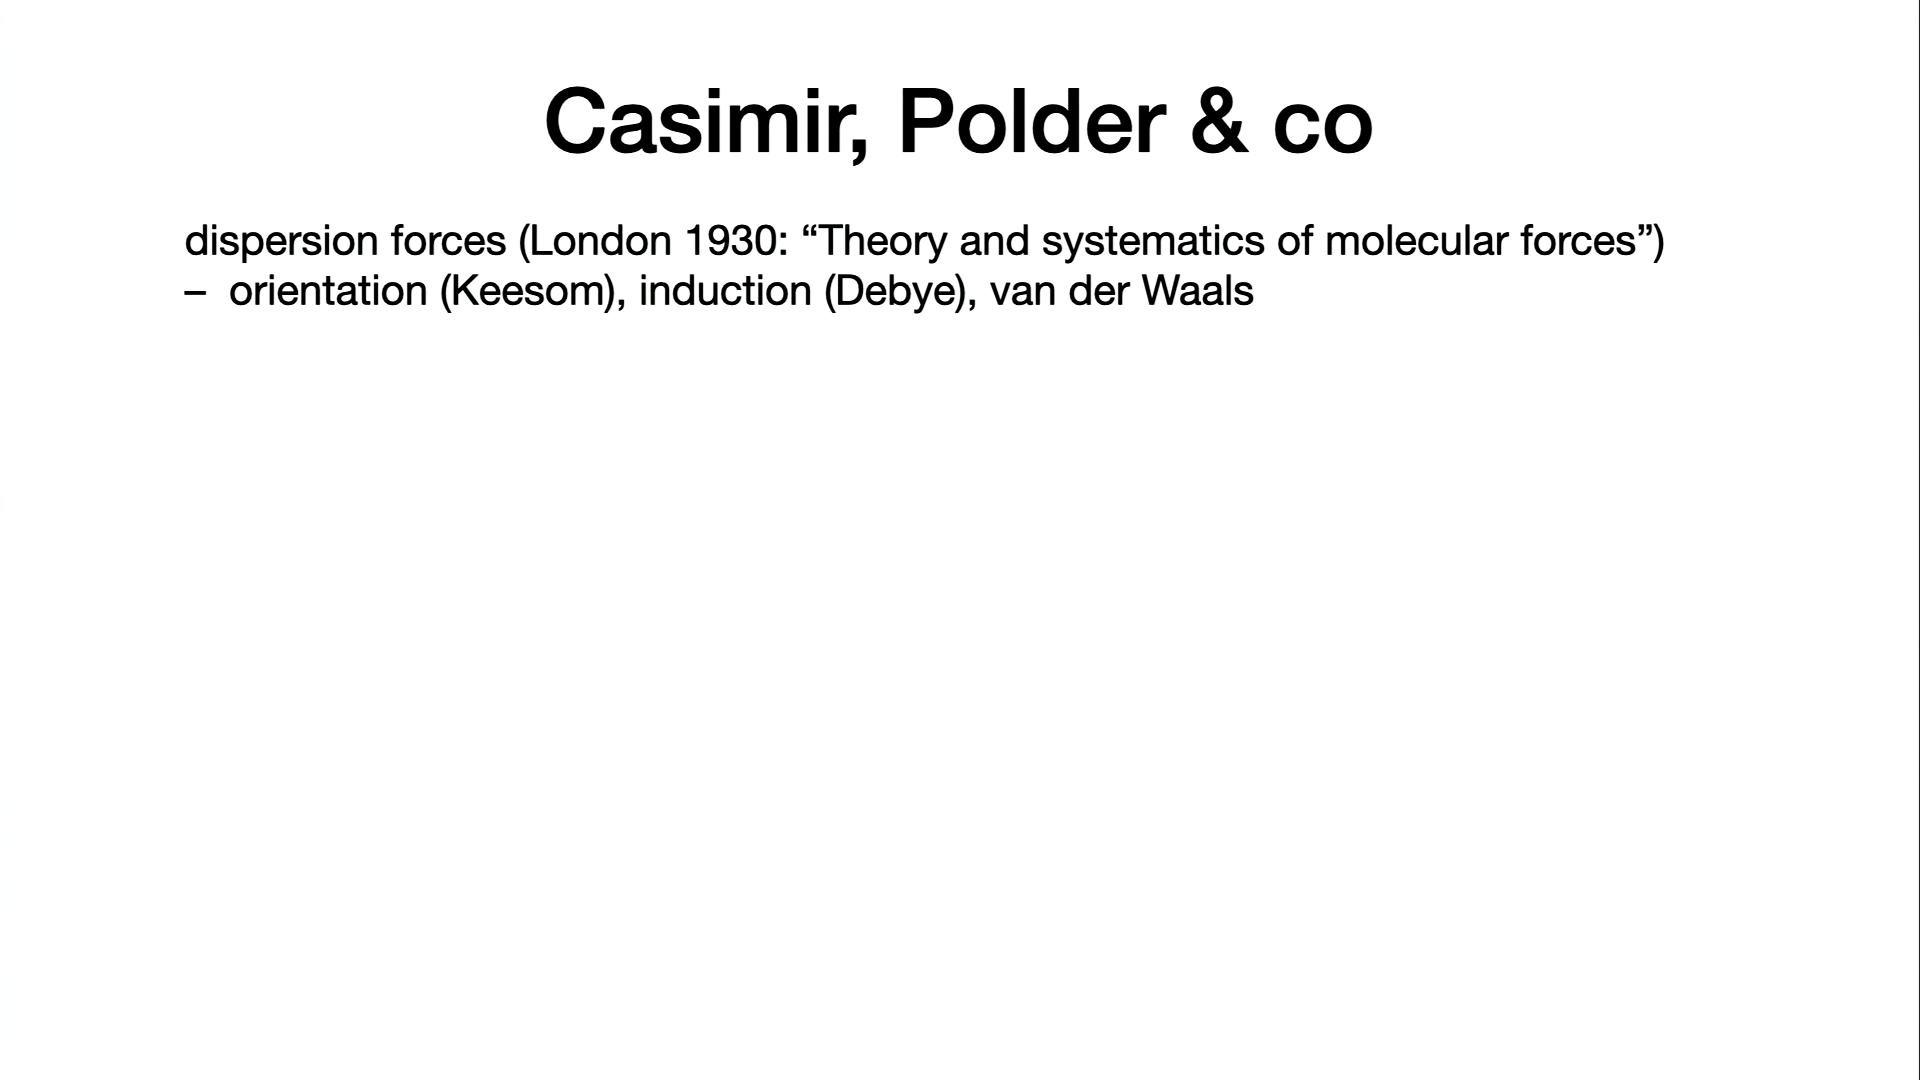 Casimir, Polder & co
dispersion forces (London 1930: “Theory and systematics of molecular forces”)
– orientation (Keesom), induction (Debye), van der Waals